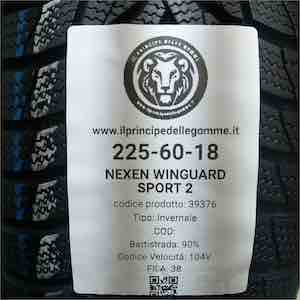 IL PRINCIPE DELLE GOMME
www.ilprincipedellegomme.it
225-60-18
NEXEN WINGUARD
SPORT 2
codice prodotto: 39376
Tipo: Invernale
COD:
Battistrada: 90%
Codice Velocità: 104V
FILA 38